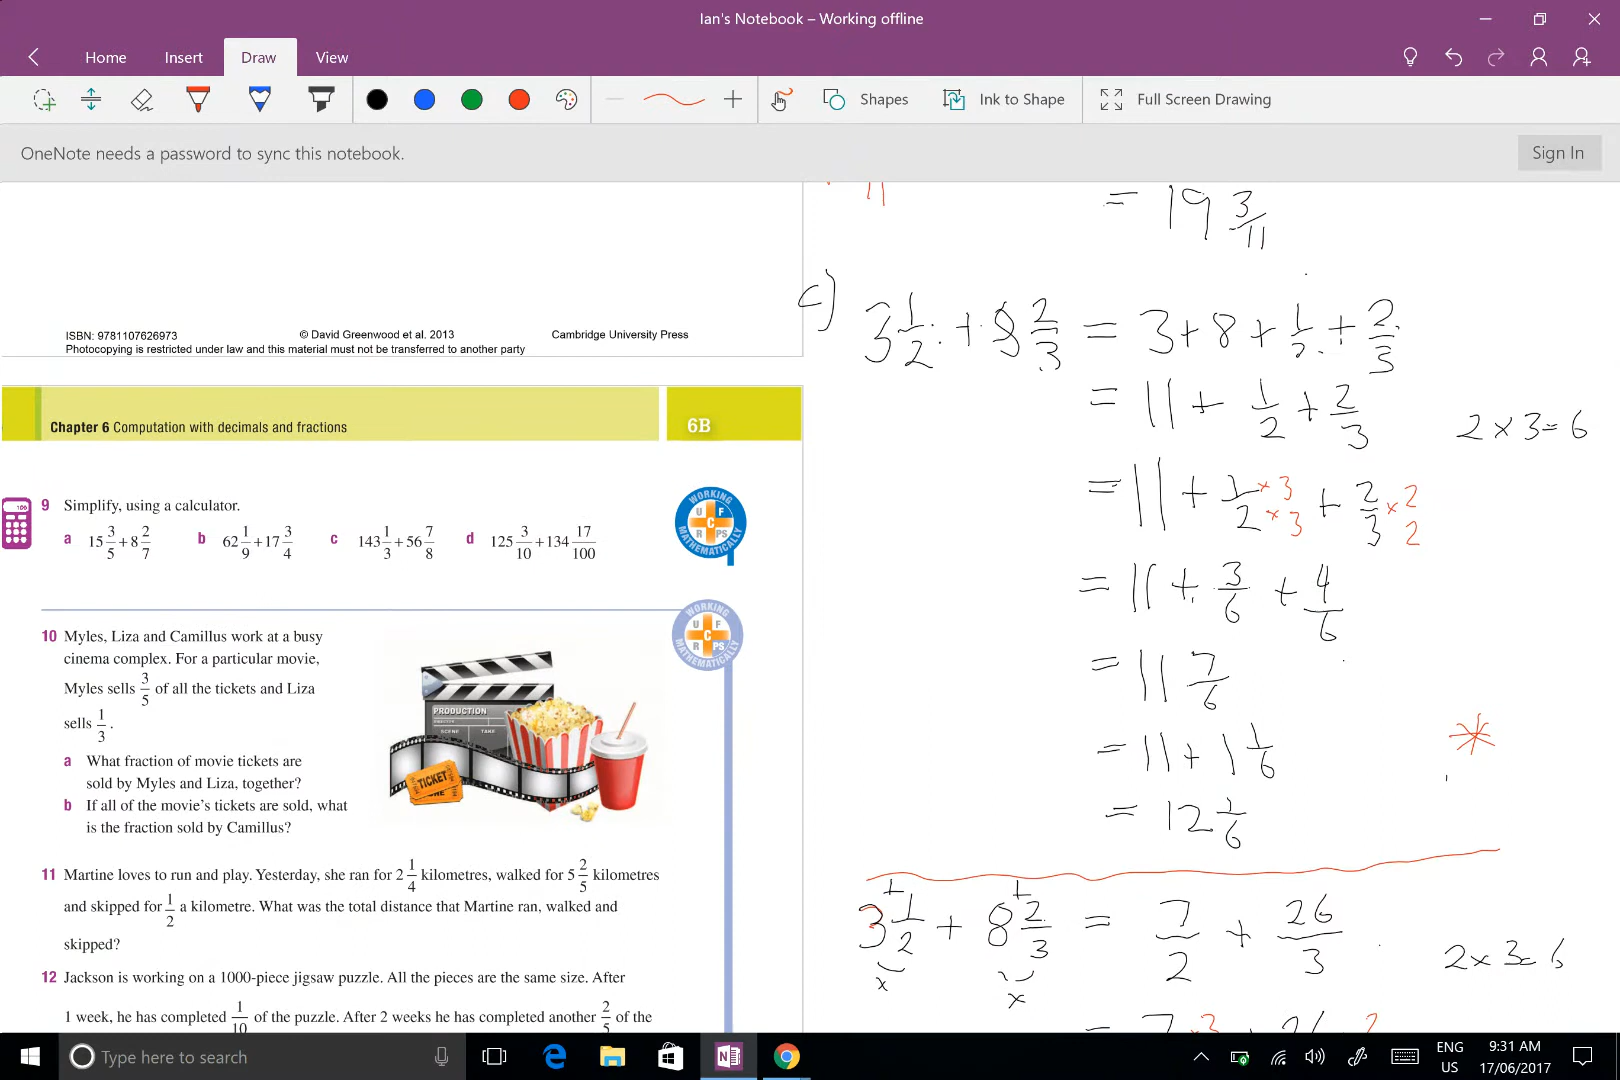 Ian's Notebook – Working offline
Home Insert Draw View
Shapes Ink to Shape Full Screen Drawing
OneNote needs a password to sync this notebook. Sign In
ISBN: 9781107626973 © David Greenwood et al. 2013 Cambridge University Press
Photocopying is restricted under law and this material must not be transferred to another party
Chapter 6 Computation with decimals and fractions 6B
9 Simplify, using a calculator.
a 15 3/5 + 8 2/7 b 62 1/9 + 17 3/4 c 143 1/3 + 56 7/8 d 125 3/10 + 134 17/100
WORKING
U F
C
R PS
MATHEMATICALLY
10 Myles, Liza and Camillus work at a busy
cinema complex. For a particular movie,
Myles sells 3/5 of all the tickets and Liza
sells 1/3.
a What fraction of movie tickets are
sold by Myles and Liza, together?
b If all of the movie's tickets are sold, what
is the fraction sold by Camillus?
PRODUCTION
SCENE TAKE
TICKET
WORKING
U F
C
R PS
MATHEMATICALLY
11 Martine loves to run and play. Yesterday, she ran for 2 1/4 kilometres, walked for 5 2/5 kilometres
and skipped for 1/2 a kilometre. What was the total distance that Martine ran, walked and
skipped?
12 Jackson is working on a 1000-piece jigsaw puzzle. All the pieces are the same size. After
1 week, he has completed 1/10 of the puzzle. After 2 weeks he has completed another 2/5 of the
11
= 19 3/11
c) 3 1/2 + 8 2/3 = 3 + 8 + 1/2 + 2/3
= 11 + 1/2 + 2/3
2 × 3 = 6
= 11 + 1/2 ×3 ×3 + 2/3 ×2 2
= 11 + 3/6 + 4/6
= 11 7/6
= 11 + 1 1/6
*
= 12 1/6
3 1/2 + 8 2/3 = 7/2 + 26/3
+ +
x x
2 × 3 = 6
= 7 ×3 + 26 2
Type here to search
ENG
US
9:31 AM
17/06/2017